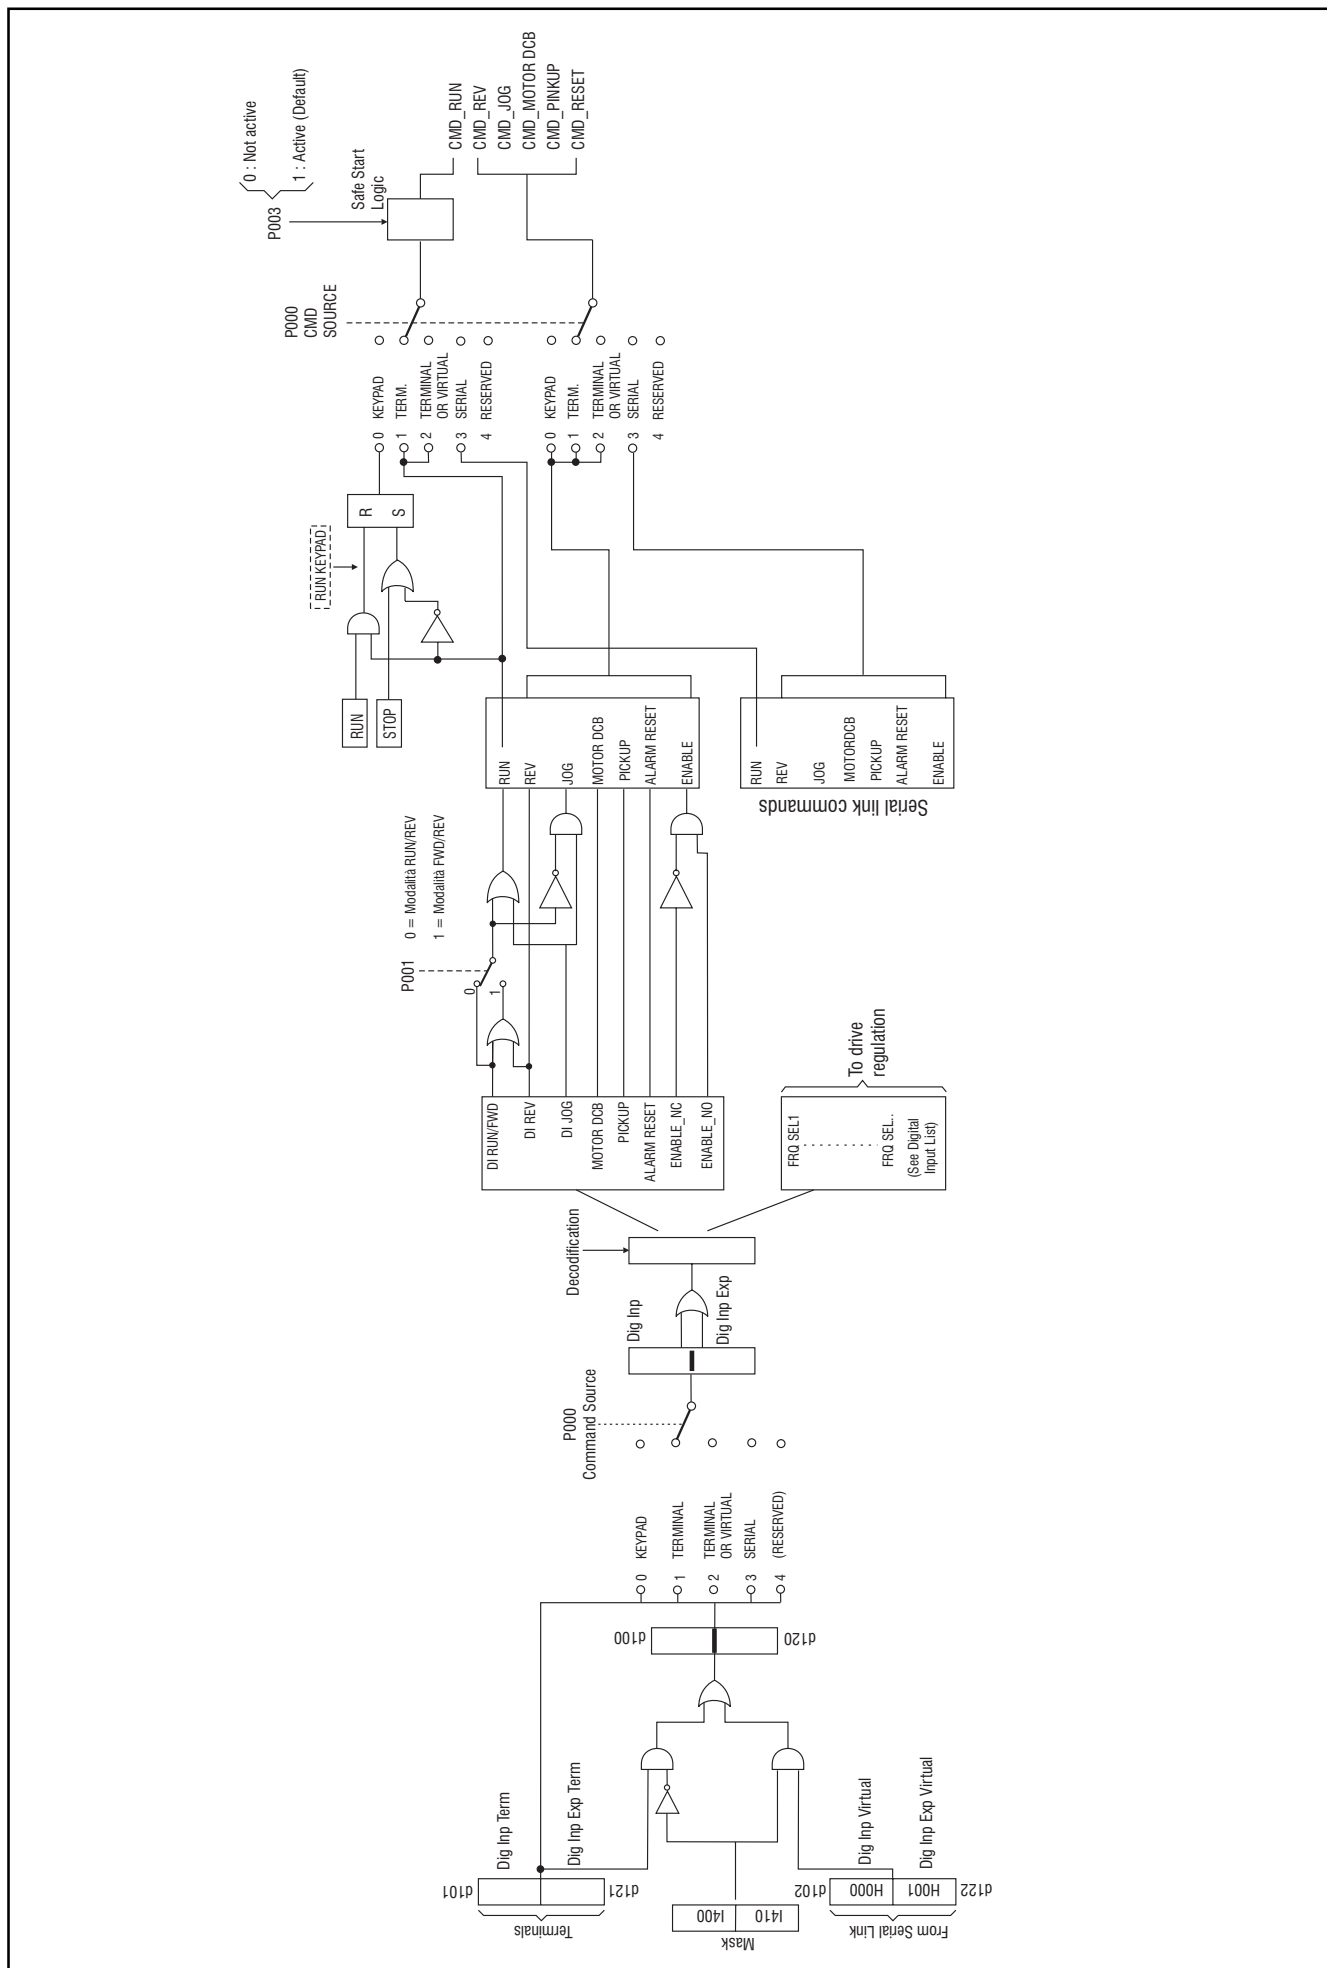 Terminals
d101
d121
Dig Inp Term
Dig Inp Exp Term
Mask
I400
I410
From Serial Link
d102
H000
H001
d122
Dig Inp Virtual
Dig Inp Exp Virtual
d100
d120
0 KEYPAD
1 TERMINAL
2 TERMINAL
OR VIRTUAL
3 SERIAL
4 (RESERVED)
P000
Command Source
Dig Inp
Dig Inp Exp
Decodification
DI RUN/FWD
DI REV
DI JOG
MOTOR DCB
PICKUP
ALARM RESET
ENABLE_NC
ENABLE_NO
FRQ SEL1
FRQ SEL..
(See Digital
Input List)
To drive
regulation
P001
0
1
0 = Modalità RUN/REV
1 = Modalità FWD/REV
RUN
REV
JOG
MOTOR DCB
PICKUP
ALARM RESET
ENABLE
Serial link commands
RUN
REV
JOG
MOTORDCB
PICKUP
ALARM RESET
ENABLE
RUN
STOP
RUN KEYPAD
R
S
0 KEYPAD
1 TERM.
2 TERMINAL
OR VIRTUAL
3 SERIAL
4 RESERVED
0 KEYPAD
1 TERM.
2 TERMINAL
OR VIRTUAL
3 SERIAL
4 RESERVED
P000
CMD
SOURCE
P003
0 : Not active
1 : Active (Default)
Safe Start
Logic
CMD_RUN
CMD_REV
CMD_JOG
CMD_MOTOR DCB
CMD_PINKUP
CMD_RESET